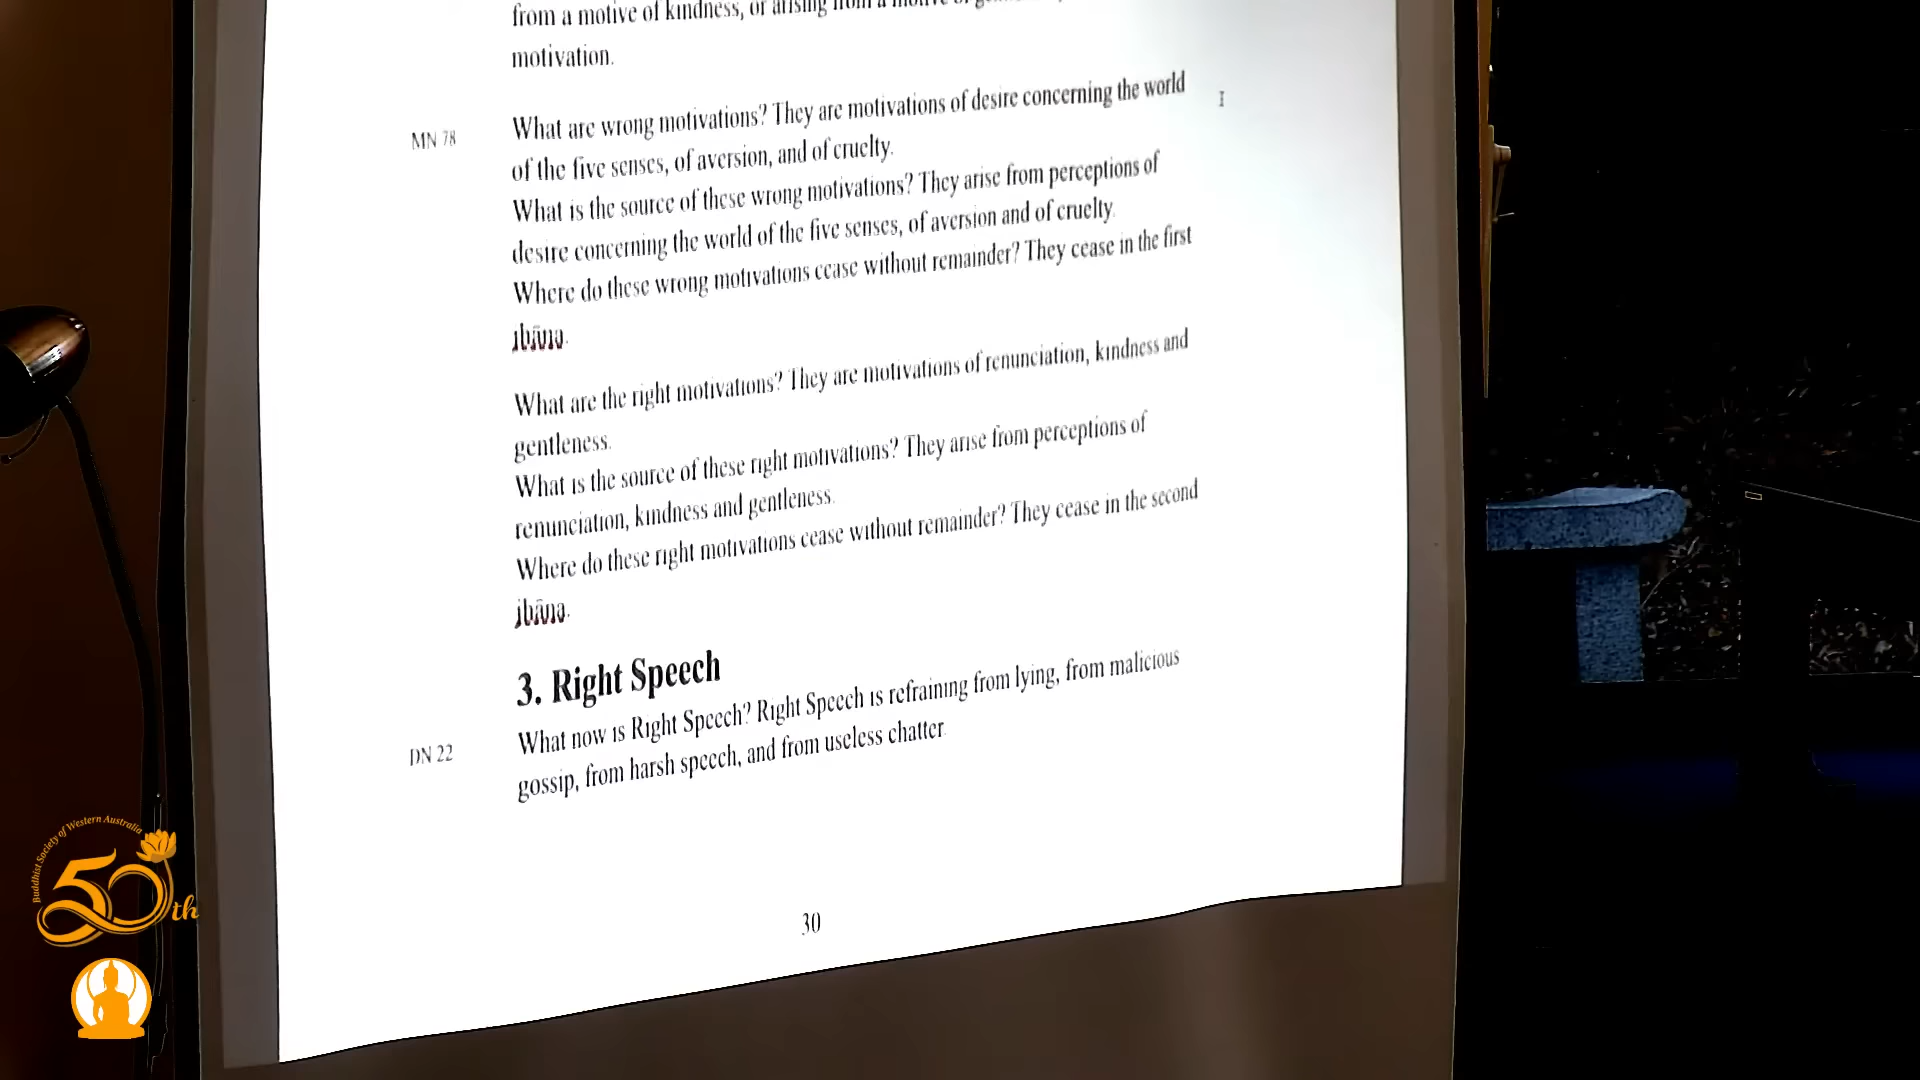 from a motive of kindness, or arising from a motive of
motivation.
MN 78
What are wrong motivations? They are motivations of desire concerning the world
of the five senses, of aversion, and of cruelty.
What is the source of these wrong motivations? They arise from perceptions of
desire concerning the world of the five senses, of aversion and of cruelty.
Where do these wrong motivations cease without remainder? They cease in the first
jhāna.
What are the right motivations? They are motivations of renunciation, kindness and
gentleness.
What is the source of these right motivations? They arise from perceptions of
renunciation, kindness and gentleness.
Where do these right motivations cease without remainder? They cease in the second
jhāna.
3. Right Speech
DN 22
What now is Right Speech? Right Speech is refraining from lying, from malicious
gossip, from harsh speech, and from useless chatter.
30
Buddhist Society of Western Australia
50th